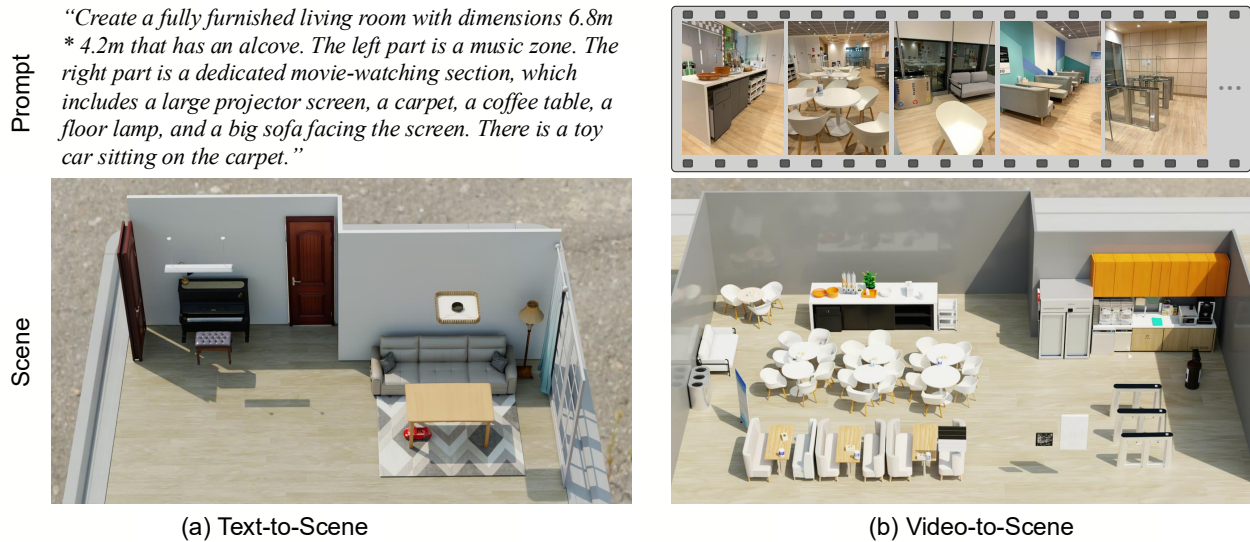 Prompt
“Create a fully furnished living room with dimensions 6.8m
* 4.2m that has an alcove. The left part is a music zone. The
right part is a dedicated movie-watching section, which
includes a large projector screen, a carpet, a coffee table, a
floor lamp, and a big sofa facing the screen. There is a toy
car sitting on the carpet.”
Scene
(a) Text-to-Scene
(b) Video-to-Scene